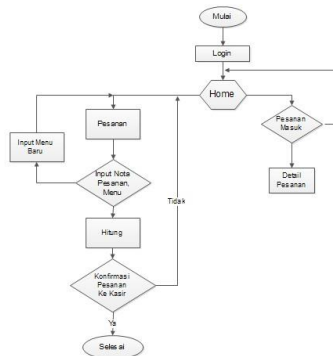 Mulai
Login
Home
Pesanan
Pesanan
Masuk
Input Menu
Baru
Input Nota
Pesanan,
Menu
Detail
Pesanan
Tidak
Hitung
Konfirmasi
Pesanan
Ke Kasir
Ya
Selesai